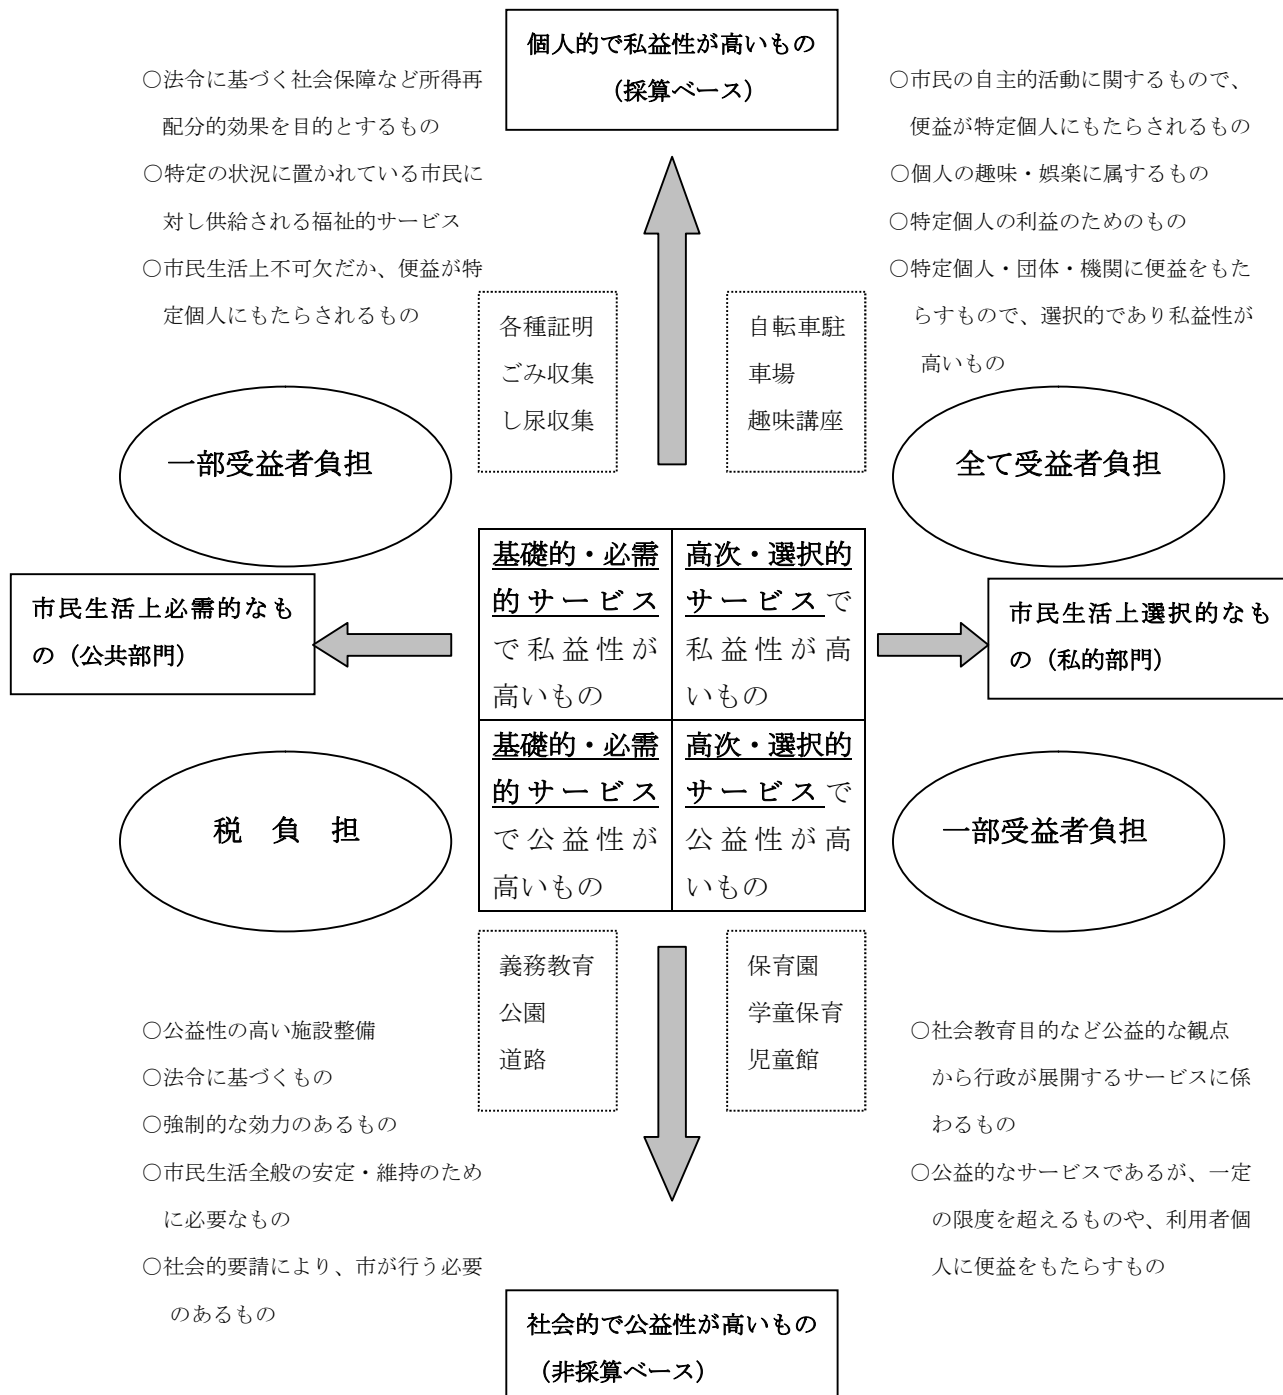 個人的で私益性が高いもの
（採算ベース）
○法令に基づく社会保障など所得再
配分的効果を目的とするもの
○特定の状況に置かれている市民に
対し供給される福祉的サービス
○市民生活上不可欠だか、便益が特
定個人にもたらされるもの
○市民の自主的活動に関するもので、
便益が特定個人にもたらされるもの
○個人の趣味・娯楽に属するもの
○特定個人の利益のためのもの
○特定個人・団体・機関に便益をもた
らすもので、選択的であり私益性が
高いもの
各種証明
ごみ収集
し尿収集
自転車駐
車場
趣味講座
一部受益者負担
全て受益者負担
基礎的・必需
的サービス
で私益性が
高いもの
高次・選択的
サービスで
私益性が高
いもの
市民生活上必需的なも
の（公共部門）
市民生活上選択的なも
の（私的部門）
基礎的・必需
的サービス
で公益性が
高いもの
高次・選択的
サービスで
公益性が高
いもの
税　負　担
一部受益者負担
義務教育
公園
道路
保育園
学童保育
児童館
○公益性の高い施設整備
○法令に基づくもの
○強制的な効力のあるもの
○市民生活全般の安定・維持のため
に必要なもの
○社会的要請により、市が行う必要
のあるもの
○社会教育目的など公益的な観点
から行政が展開するサービスに係
わるもの
○公益的なサービスであるが、一定
の限度を超えるものや、利用者個
人に便益をもたらすもの
社会的で公益性が高いもの
（非採算ベース）